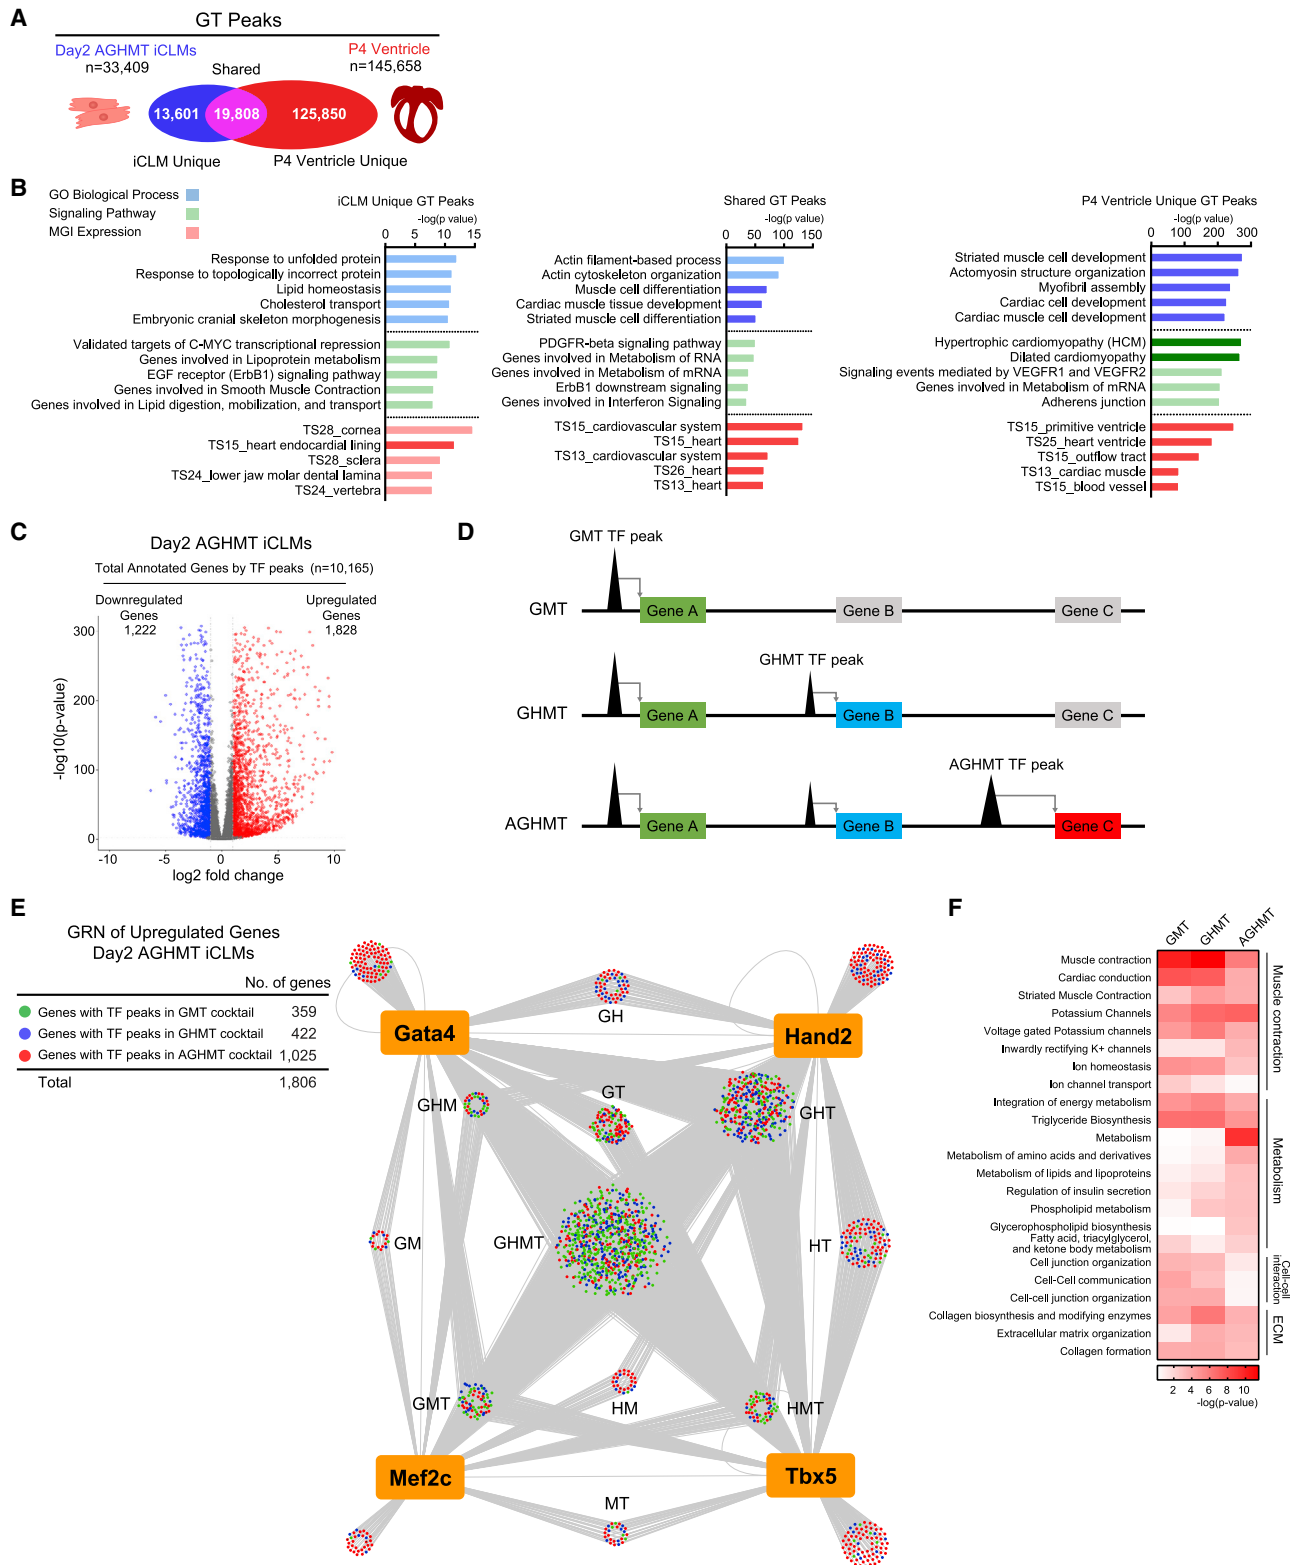 A
GT Peaks
Day2 AGHMT iCLMs
n=33,409
Shared
P4 Ventricle
n=145,658
13,601
19,808
125,850
iCLM Unique
P4 Ventricle Unique
B
GO Biological Process
Signaling Pathway
MGI Expression
iCLM Unique GT Peaks
-log(p value)
0 5 10 15
Response to unfolded protein
Response to topologically incorrect protein
Lipid homeostasis
Cholesterol transport
Embryonic cranial skeleton morphogenesis
Validated targets of C-MYC transcriptional repression
Genes involved in Lipoprotein metabolism
EGF receptor (ErbB1) signaling pathway
Genes involved in Smooth Muscle Contraction
Genes involved in Lipid digestion, mobilization, and transport
TS28_cornea
TS15_heart endocardial lining
TS28_sclera
TS24_lower jaw molar dental lamina
TS24_vertebra
Shared GT Peaks
-log(p value)
0 50 100 150
Actin filament-based process
Actin cytoskeleton organization
Muscle cell differentiation
Cardiac muscle tissue development
Striated muscle cell differentiation
PDGFR-beta signaling pathway
Genes involved in Metabolism of RNA
Genes involved in Metabolism of mRNA
ErbB1 downstream signaling
Genes involved in Interferon Signaling
TS15_cardiovascular system
TS15_heart
TS13_cardiovascular system
TS26_heart
TS13_heart
P4 Ventricle Unique GT Peaks
-log(p value)
0 100 200 300
Striated muscle cell development
Actomyosin structure organization
Myofibril assembly
Cardiac cell development
Cardiac muscle cell development
Hypertrophic cardiomyopathy (HCM)
Dilated cardiomyopathy
Signaling events mediated by VEGFR1 and VEGFR2
Genes involved in Metabolism of mRNA
Adherens junction
TS15_primitive ventricle
TS25_heart ventricle
TS15_outflow tract
TS13_cardiac muscle
TS15_blood vessel
C
Day2 AGHMT iCLMs
Total Annotated Genes by TF peaks (n=10,165)
Downregulated
Genes
1,222
Upregulated
Genes
1,828
-log10(p-value)
300
200
100
0
-10 -5 0 5 10
log2 fold change
D
GMT TF peak
GMT
Gene A
Gene B
Gene C
GHMT TF peak
GHMT
Gene A
Gene B
Gene C
AGHMT TF peak
AGHMT
Gene A
Gene B
Gene C
E
GRN of Upregulated Genes
Day2 AGHMT iCLMs
No. of genes
Genes with TF peaks in GMT cocktail 359
Genes with TF peaks in GHMT cocktail 422
Genes with TF peaks in AGHMT cocktail 1,025
Total 1,806
Gata4
Hand2
Mef2c
Tbx5
GH
GHM
GT
GHT
GM
GHMT
HT
GMT
HM
HMT
MT
F
GMT
GHMT
AGHMT
Muscle contraction
Cardiac conduction
Striated Muscle Contraction
Potassium Channels
Voltage gated Potassium channels
Inwardly rectifying K+ channels
Ion homeostasis
Ion channel transport
Integration of energy metabolism
Triglyceride Biosynthesis
Metabolism
Metabolism of amino acids and derivatives
Metabolism of lipids and lipoproteins
Regulation of insulin secretion
Phospholipid metabolism
Glycerophospholipid biosynthesis
Fatty acid, triacylglycerol,
and ketone body metabolism
Cell junction organization
Cell-Cell communication
Cell-cell junction organization
Collagen biosynthesis and modifying enzymes
Extracellular matrix organization
Collagen formation
Muscle contraction
Metabolism
Cell-cell
interaction
ECM
2 4 6 8 10
-log(p-value)